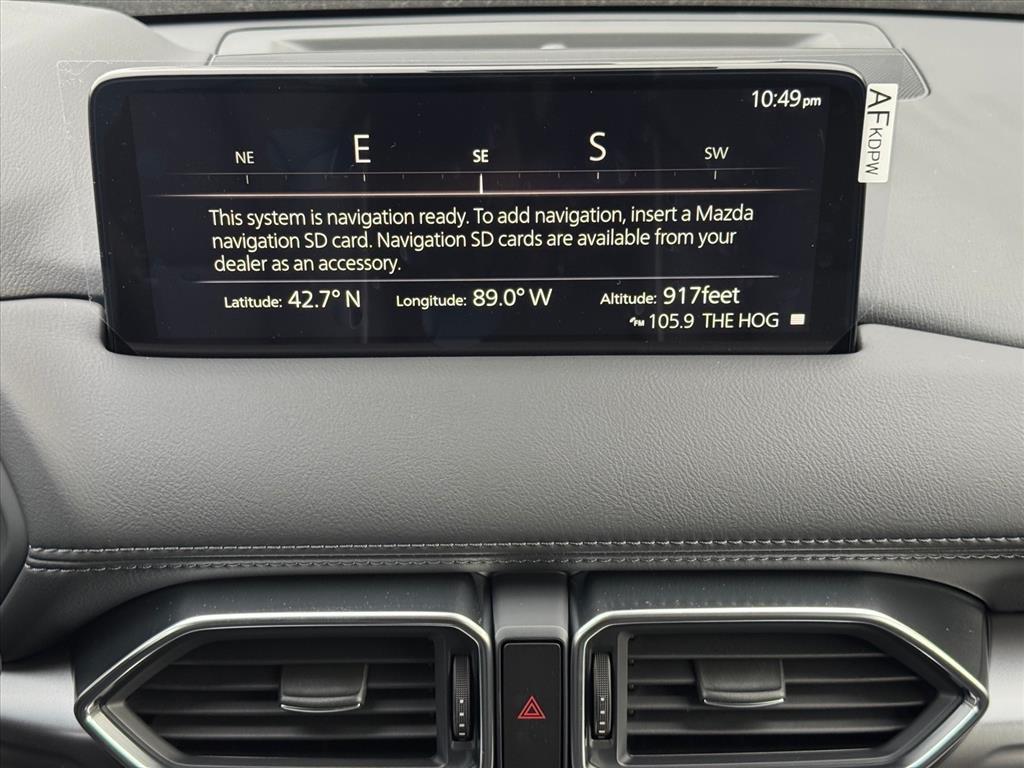 10:49pm
NE E SE S SW
This system is navigation ready. To add navigation, insert a Mazda
navigation SD card. Navigation SD cards are available from your
dealer as an accessory.
Latitude: 42.7° N Longitude: 89.0° W Altitude: 917feet
FM 105.9 THE HOG
AFKDPW